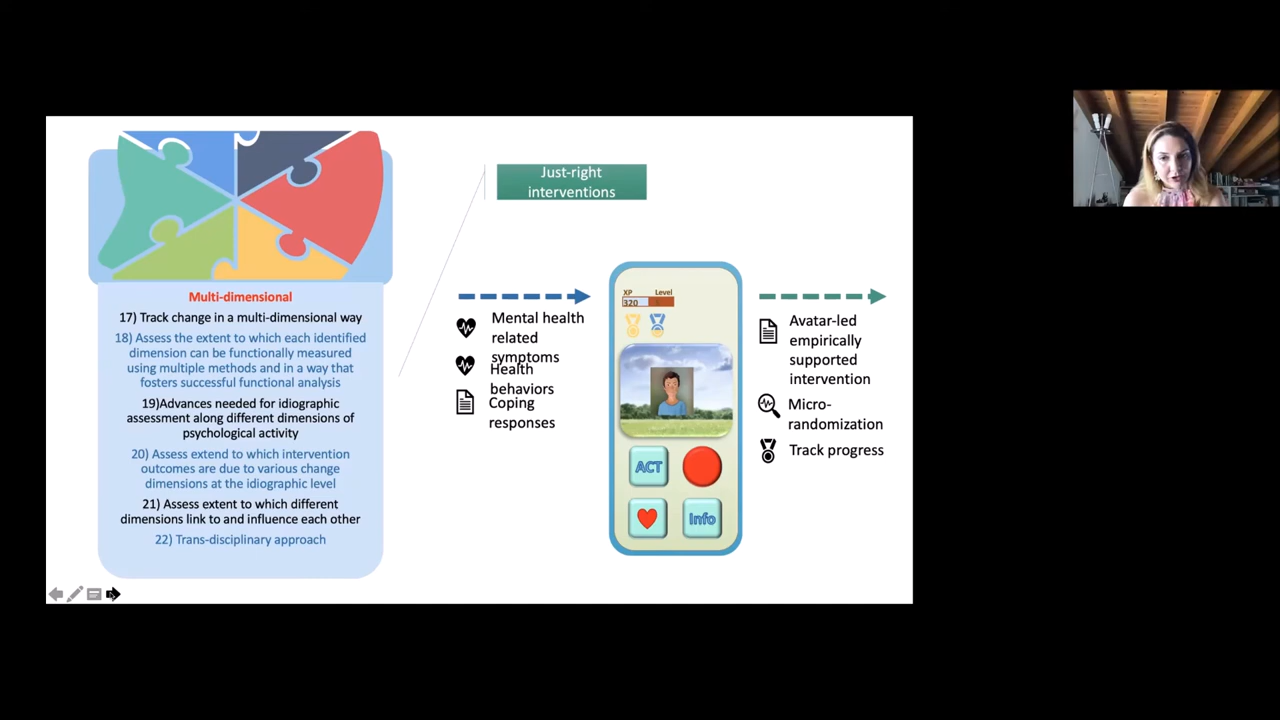 Multi-dimensional
17) Track change in a multi-dimensional way
18) Assess the extent to which each identified
dimension can be functionally measured
using multiple methods and in a way that
fosters successful functional analysis
19)Advances needed for idiographic
assessment along different dimensions of
psychological activity
20) Assess extend to which intervention
outcomes are due to various change
dimensions at the idiographic level
21) Assess extent to which different
dimensions link to and influence each other
22) Trans-disciplinary approach
Just-right
interventions
Mental health
related
symptoms
Health
behaviors
Coping
responses
XP
Level
320
ACT
Info
Avatar-led
empirically
supported
intervention
Micro-
randomization
Track progress